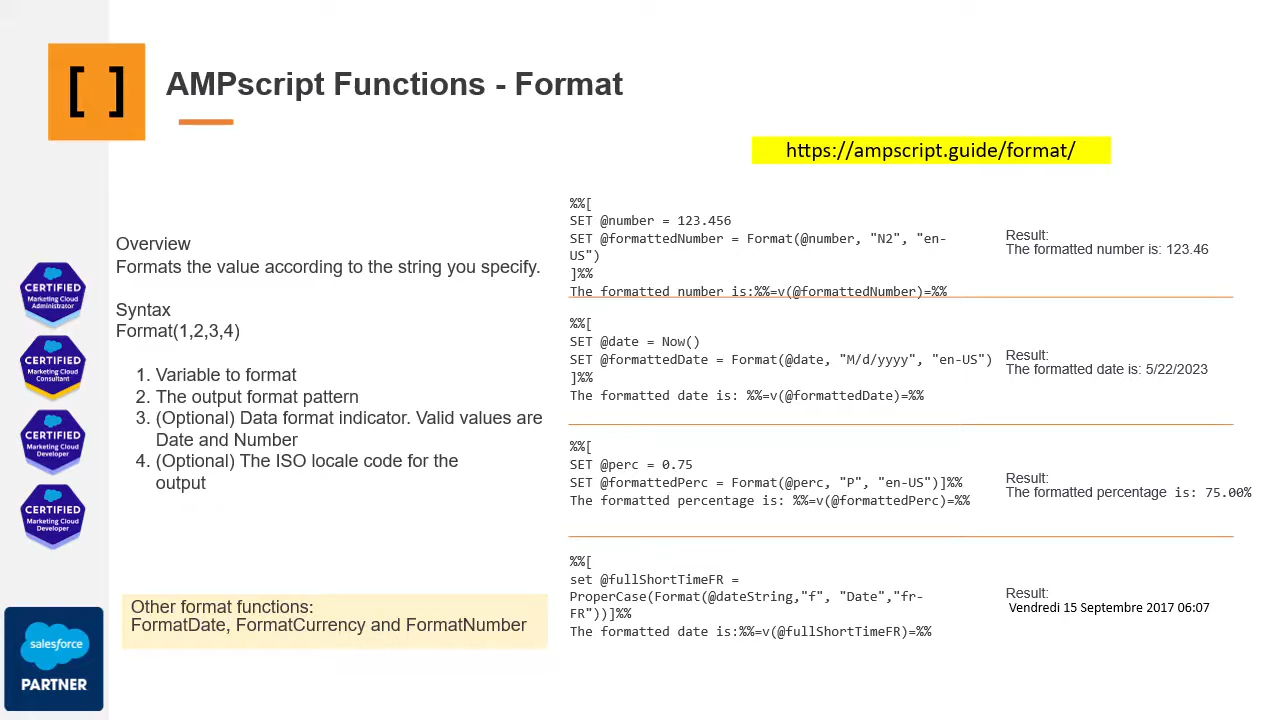 [ ]
AMPscript Functions - Format
https://ampscript.guide/format/
Overview
Formats the value according to the string you specify.
Syntax
Format(1,2,3,4)
1. Variable to format
2. The output format pattern
3. (Optional) Data format indicator. Valid values are
Date and Number
4. (Optional) The ISO locale code for the
output
Other format functions:
FormatDate, FormatCurrency and FormatNumber
%%[
SET @number = 123.456
SET @formattedNumber = Format(@number, "N2", "en-
US")
]%%
The formatted number is:%%=v(@formattedNumber)=%%
Result:
The formatted number is: 123.46
%%[
SET @date = Now()
SET @formattedDate = Format(@date, "M/d/yyyy", "en-US")
]%%
The formatted date is: %%=v(@formattedDate)=%%
Result:
The formatted date is: 5/22/2023
%%[
SET @perc = 0.75
SET @formattedPerc = Format(@perc, "P", "en-US")]%%
The formatted percentage is: %%=v(@formattedPerc)=%%
Result:
The formatted percentage is: 75.00%
%%[
set @fullShortTimeFR =
ProperCase(Format(@dateString,"f", "Date","fr-
FR"))]%%
The formatted date is:%%=v(@fullShortTimeFR)=%%
Result:
Vendredi 15 Septembre 2017 06:07
CERTIFIED
Marketing Cloud
Administrator
CERTIFIED
Marketing Cloud
Consultant
CERTIFIED
Marketing Cloud
Developer
CERTIFIED
Marketing Cloud
Developer
salesforce
PARTNER